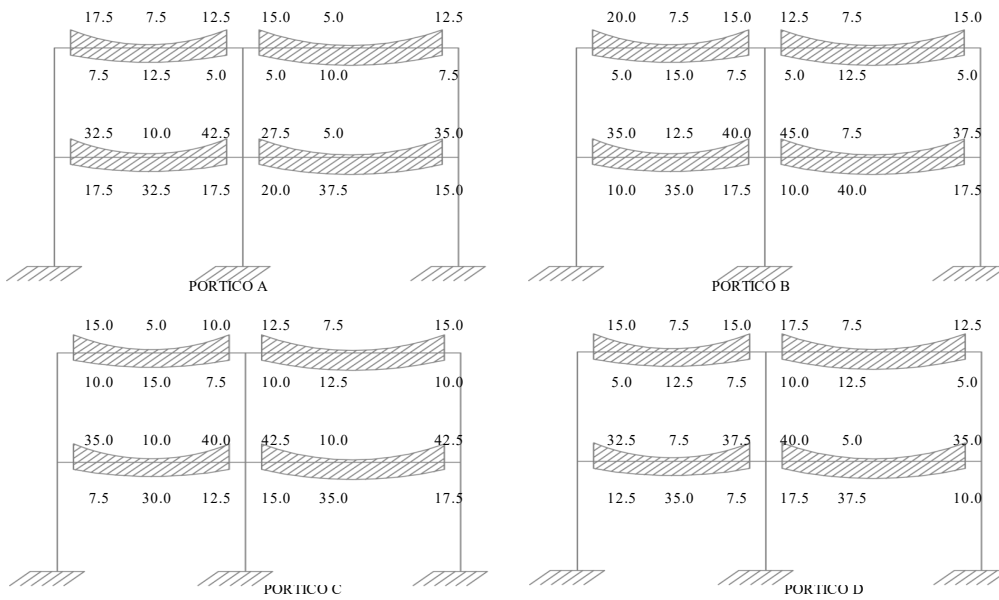 17.5 7.5 12.5 15.0 5.0 12.5
7.5 12.5 5.0 5.0 10.0 7.5
32.5 10.0 42.5 27.5 5.0 35.0
17.5 32.5 17.5 20.0 37.5 15.0
PORTICO A
20.0 7.5 15.0 12.5 7.5 15.0
5.0 15.0 7.5 5.0 12.5 5.0
35.0 12.5 40.0 45.0 7.5 37.5
10.0 35.0 17.5 10.0 40.0 17.5
PORTICO B
15.0 5.0 10.0 12.5 7.5 15.0
10.0 15.0 7.5 10.0 12.5 10.0
35.0 10.0 40.0 42.5 10.0 42.5
7.5 30.0 12.5 15.0 35.0 17.5
PORTICO C
15.0 7.5 15.0 17.5 7.5 12.5
5.0 12.5 7.5 10.0 12.5 5.0
32.5 7.5 37.5 40.0 5.0 35.0
12.5 35.0 7.5 17.5 37.5 10.0
PORTICO D